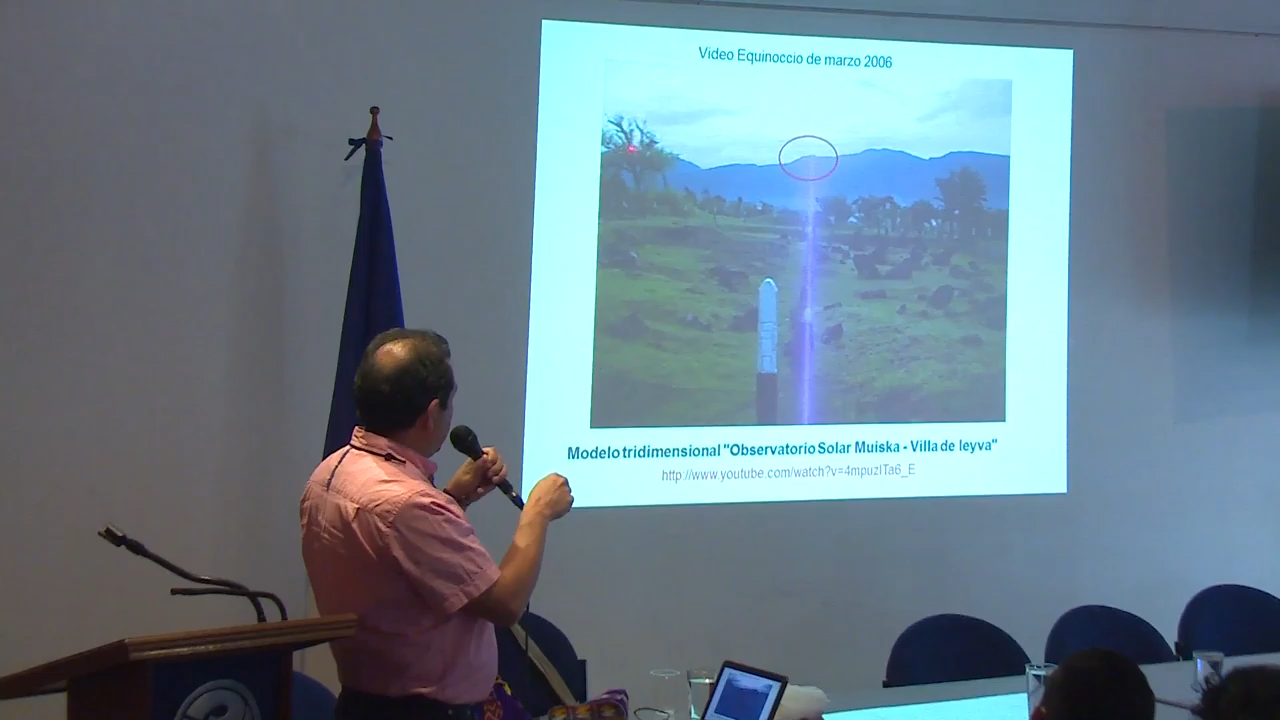 Video Equinoccio de marzo 2006
Modelo tridimensional "Observatorio Solar Muiska - Villa de leyva"
http://www.youtube.com/watch?v=4mpuzITa6_E